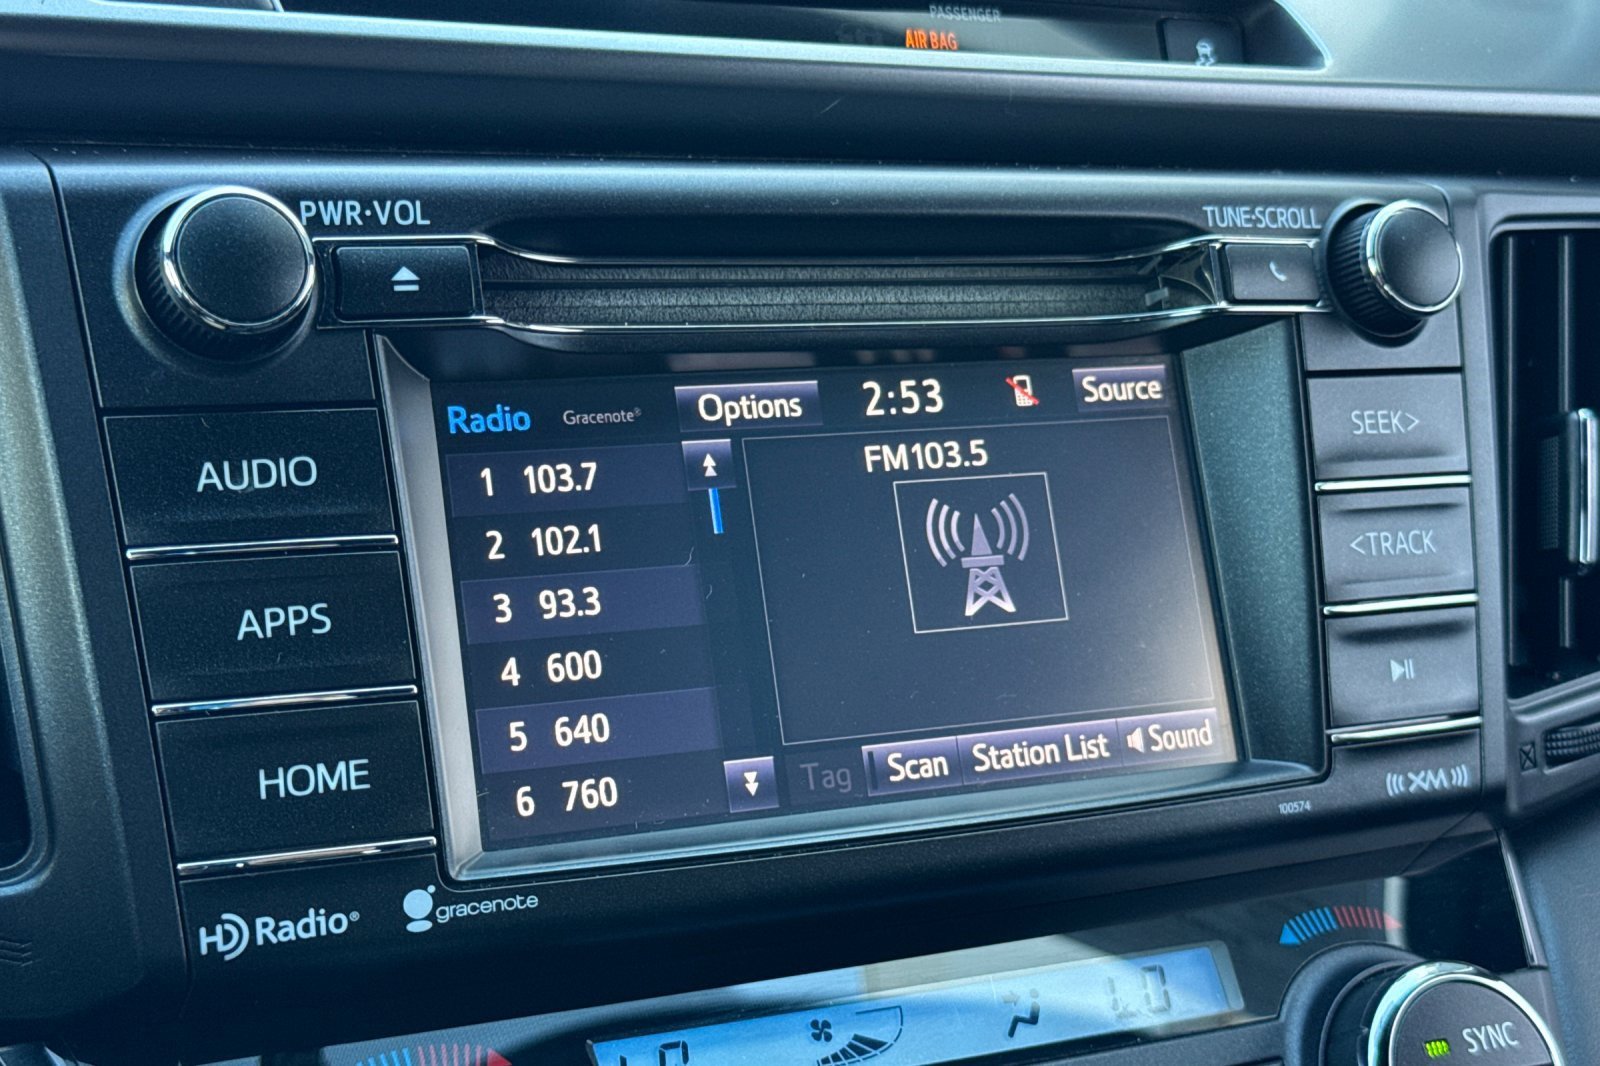 PASSENGER
AIR BAG
PWR·VOL
TUNE·SCROLL
AUDIO
APPS
HOME
Radio
Gracenote®
Options
2:53
Source
1 103.7
2 102.1
3 93.3
4 600
5 640
6 760
FM103.5
Tag
Scan
Station List
Sound
SEEK>
<TRACK
XM
100574
HD Radio®
gracenote
LO
LO
SYNC